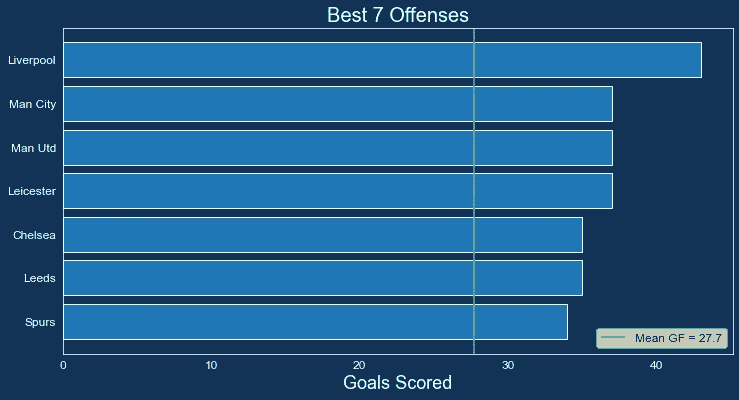 Best 7 Offenses
Liverpool
Man City
Man Utd
Leicester
Chelsea
Leeds
Spurs
Mean GF = 27.7
0 10 20 30 40
Goals Scored